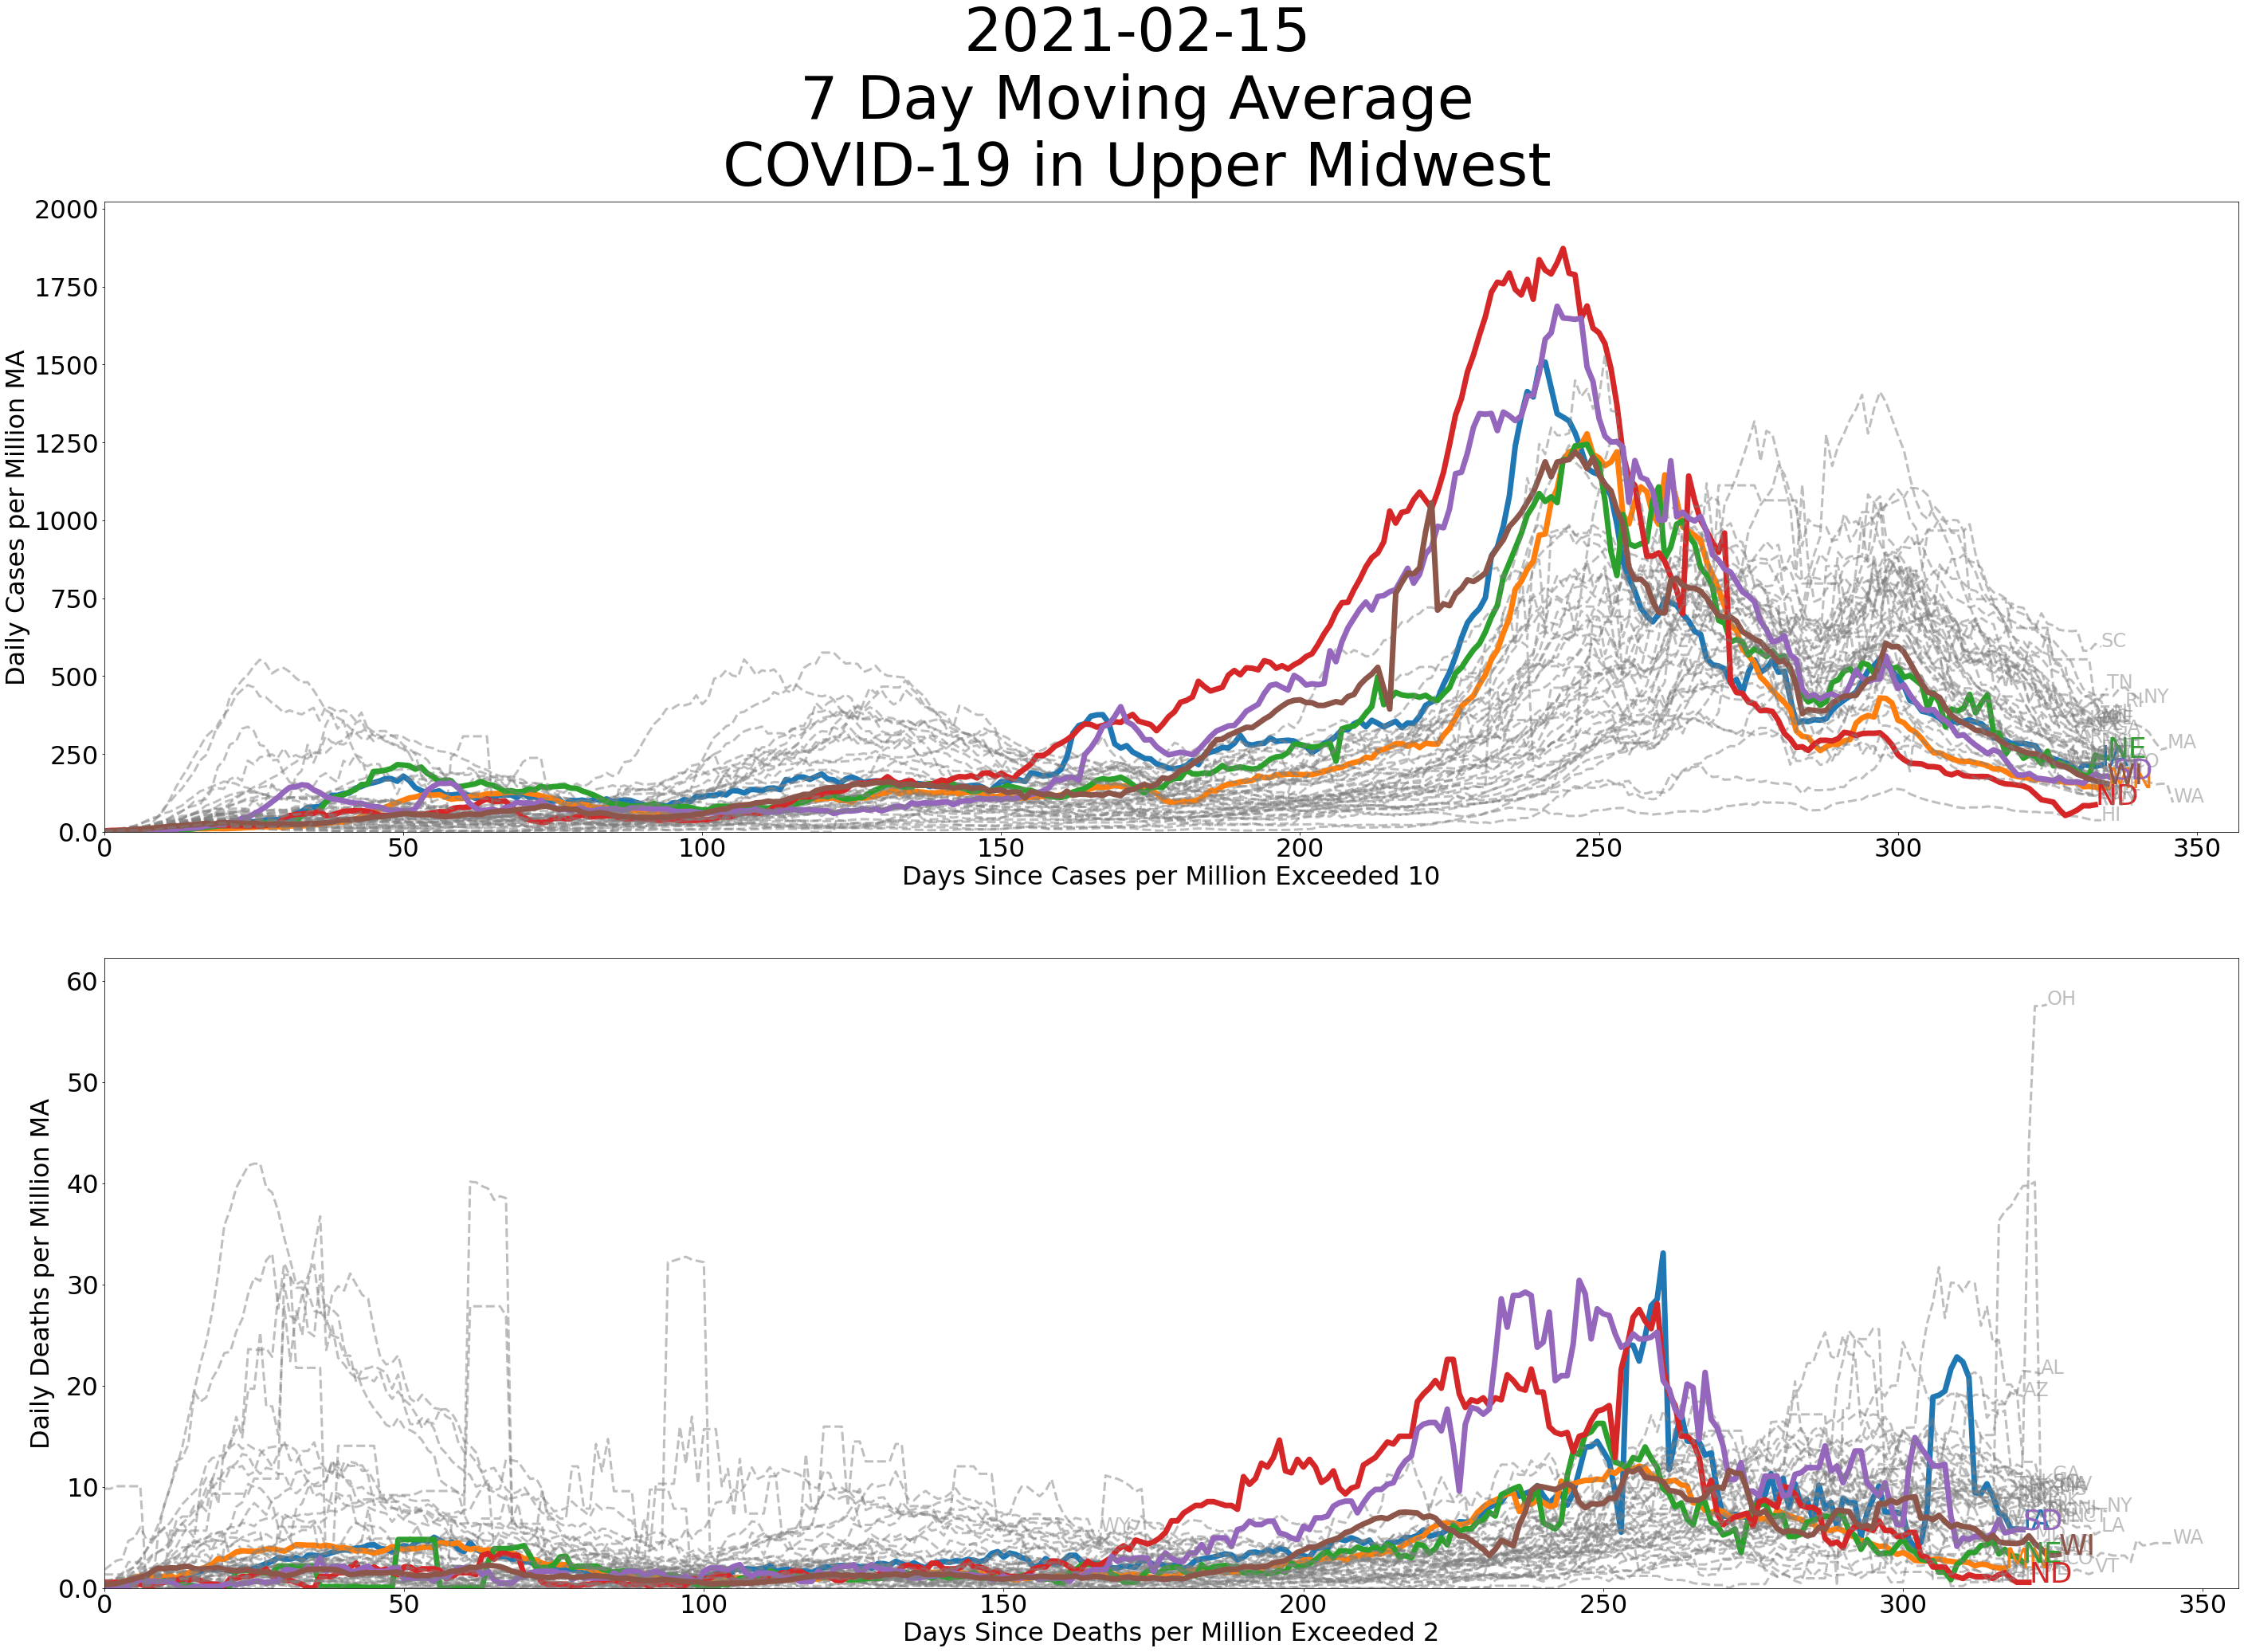 2021-02-15
7 Day Moving Average
COVID-19 in Upper Midwest
Daily Cases per Million MA
2000
1750
1500
1250
1000
750
500
250
0.0
SC
TN
NY
MA
NE
WI
WA
ND
HI
0 50 100 150 200 250 300 350
Days Since Cases per Million Exceeded 10
Daily Deaths per Million MA
60
50
40
30
20
10
0.0
OH
AL
AZ
GA
NY
WY
LA
WA
WI
NE
VT
ND
0 50 100 150 200 250 300 350
Days Since Deaths per Million Exceeded 2